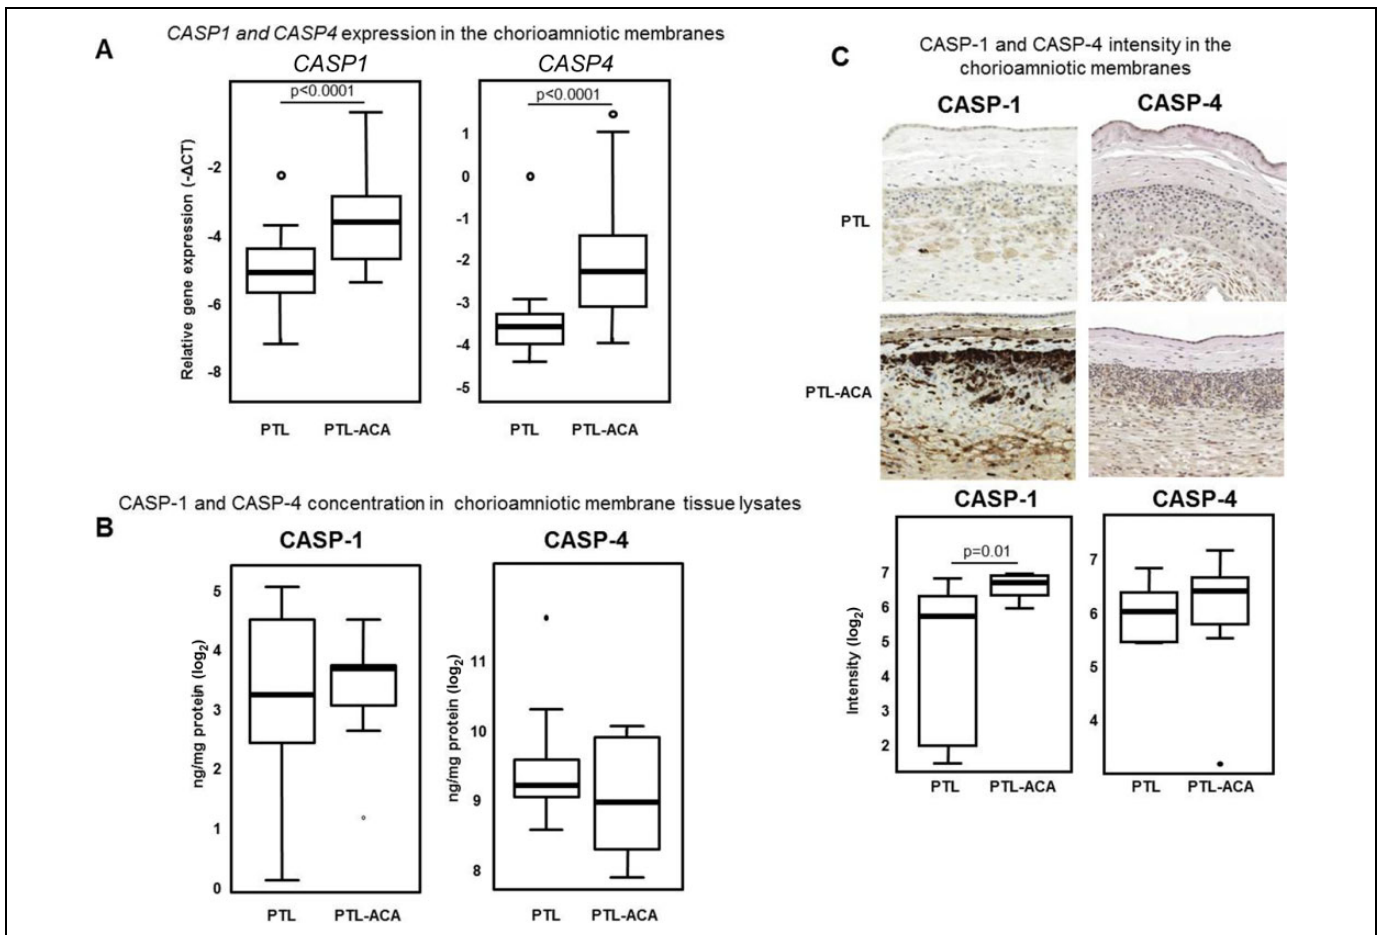 A
CASP1 and CASP4 expression in the chorioamniotic membranes
CASP1
CASP4
p<0.0001
p<0.0001
Relative gene expression (-ΔCT)
-2
-4
-6
-8
1
0
-1
-2
-3
-4
-5
PTL
PTL-ACA
PTL
PTL-ACA
B
CASP-1 and CASP-4 concentration in chorioamniotic membrane tissue lysates
CASP-1
CASP-4
ng/mg protein (log2)
5
4
3
2
1
0
ng/mg protein (log2)
11
10
9
8
PTL
PTL-ACA
PTL
PTL-ACA
C
CASP-1 and CASP-4 intensity in the
chorioamniotic membranes
CASP-1
CASP-4
PTL
PTL-ACA
CASP-1
CASP-4
p=0.01
Intensity (log2)
7
6
5
4
3
2
7
6
5
4
PTL
PTL-ACA
PTL
PTL-ACA